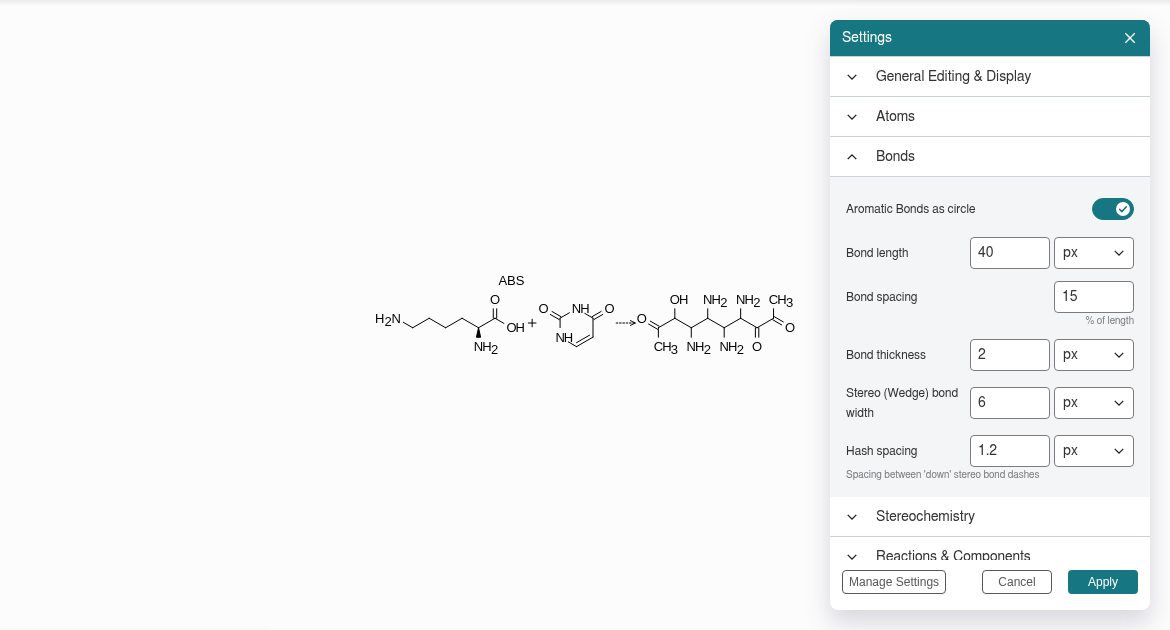 Settings
General Editing & Display
Atoms
Bonds
Aromatic Bonds as circle
Bond length 40 px
Bond spacing 15
% of length
Bond thickness 2 px
Stereo (Wedge) bond
width 6 px
Hash spacing 1.2 px
Spacing between 'down' stereo bond dashes
Stereochemistry
Reactions & Components
Manage Settings Cancel Apply
ABS
O O NH O OH NH2 NH2 CH3
H2N OH + O O
NH2 NH CH3 NH2 NH2 O